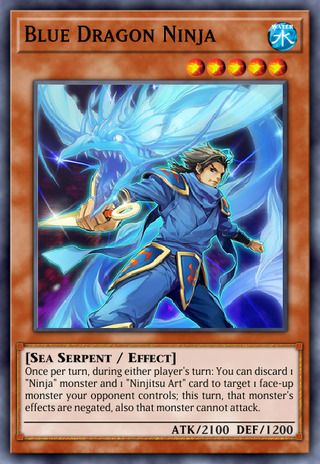 Blue Dragon Ninja
WATER
水
[Sea Serpent / Effect]
Once per turn, during either player's turn: You can discard 1
"Ninja" monster and 1 "Ninjitsu Art" card to target 1 face-up
monster your opponent controls; this turn, that monster's
effects are negated, also that monster cannot attack.
ATK/2100 DEF/1200